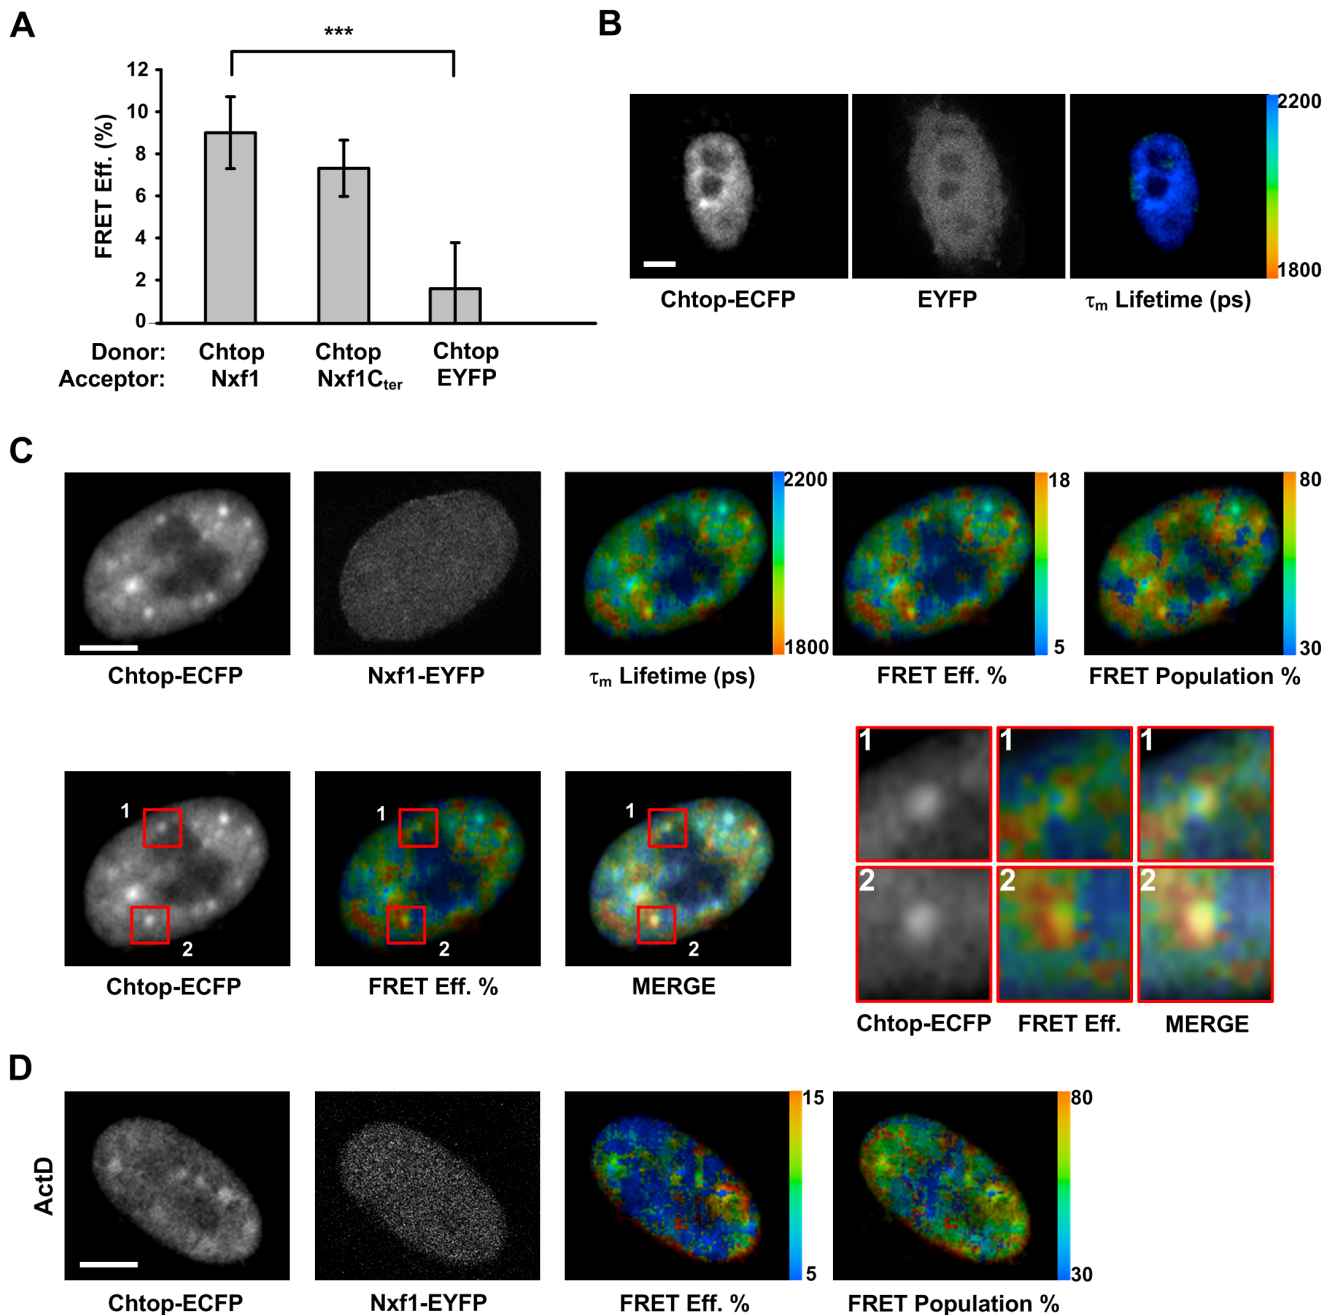 A
***
FRET Eff. (%)
12
10
8
6
4
2
0
Donor: Chtop Chtop Chtop
Acceptor: Nxf1 Nxf1Cter EYFP
B
2200
1800
Chtop-ECFP EYFP τm Lifetime (ps)
C
2200 18 80
1800 5 30
Chtop-ECFP Nxf1-EYFP τm Lifetime (ps) FRET Eff. % FRET Population %
1 1 1
2 2 2
Chtop-ECFP FRET Eff. % MERGE
1 1 1
2 2 2
Chtop-ECFP FRET Eff. MERGE
D
ActD
15 80
5 30
Chtop-ECFP Nxf1-EYFP FRET Eff. % FRET Population %